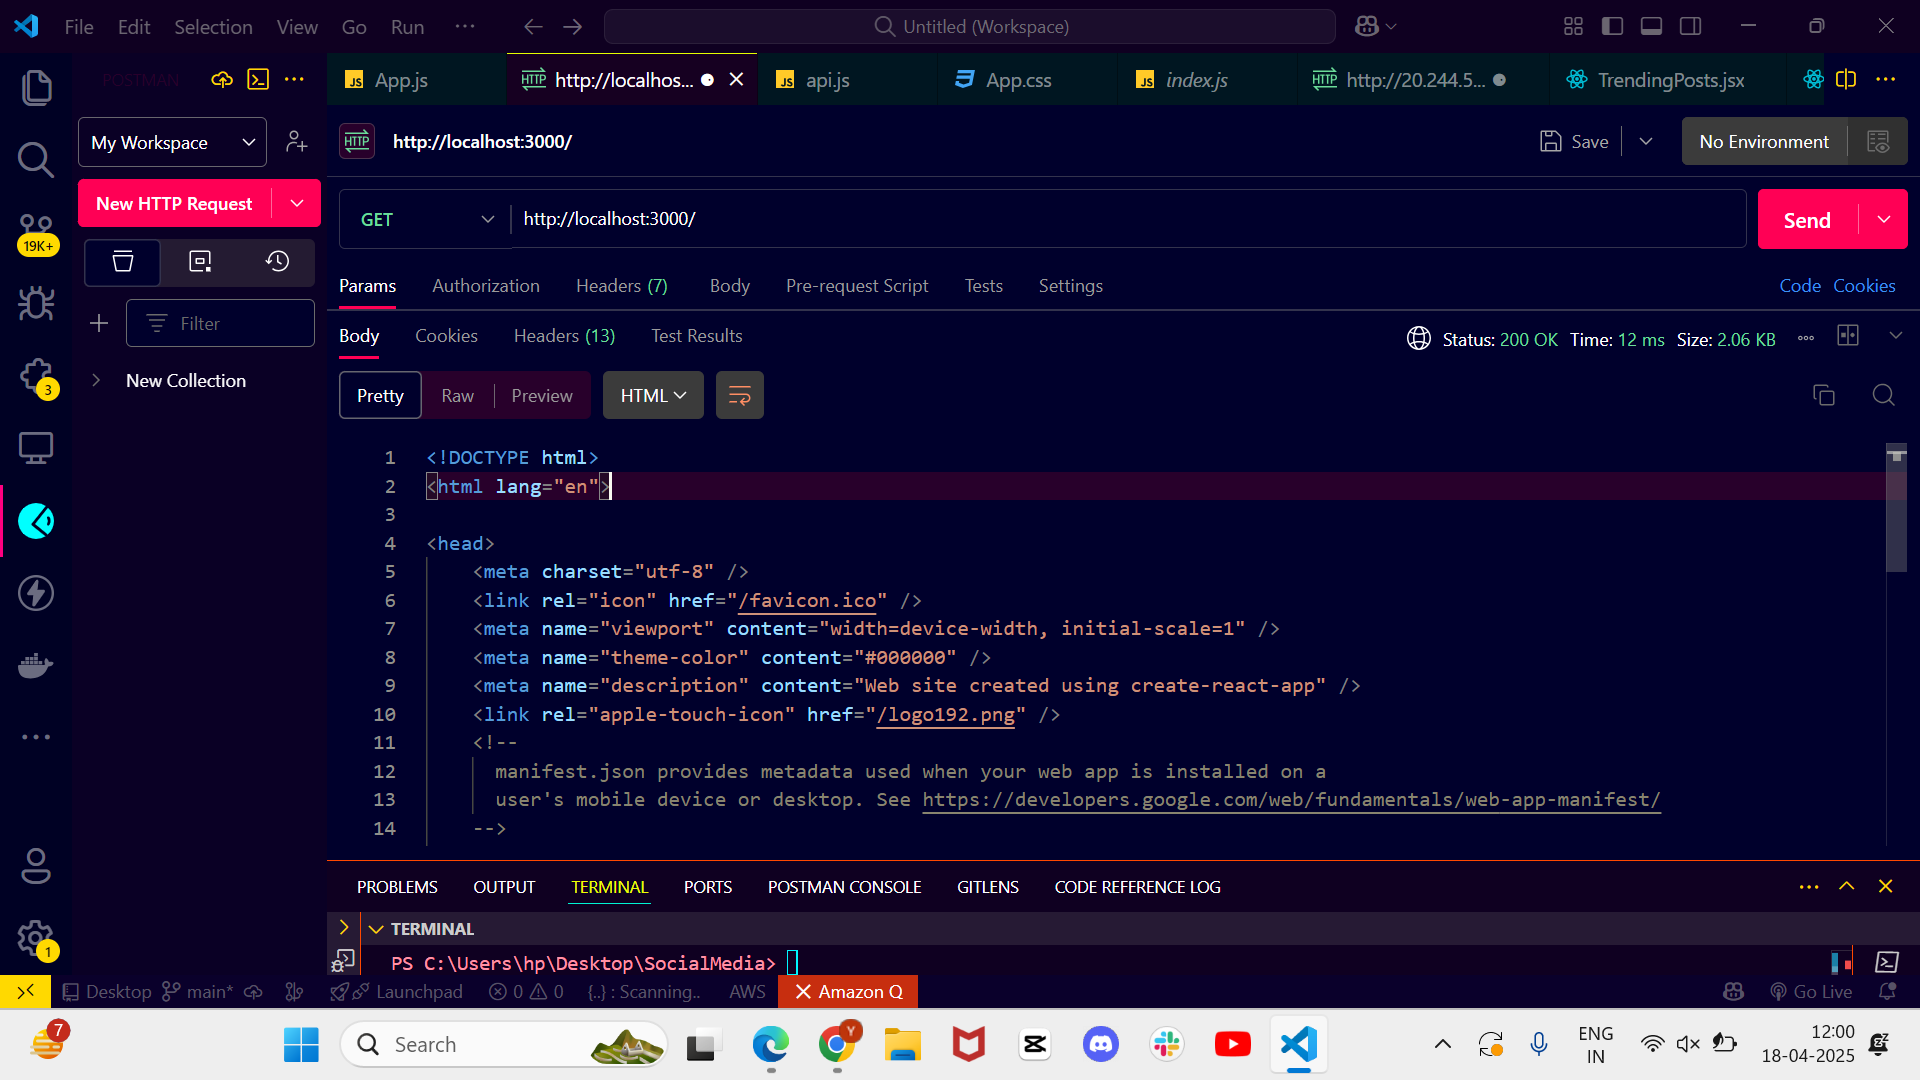 File Edit Selection View Go Run ··· Untitled (Workspace)
POSTMAN
JS App.js HTTP http://localhos... JS api.js App.css JS index.js HTTP http://20.244.5... TrendingPosts.jsx
My Workspace
HTTP http://localhost:3000/ Save No Environment
New HTTP Request
GET http://localhost:3000/ Send
19K+
Params Authorization Headers (7) Body Pre-request Script Tests Settings Code Cookies
Filter
Body Cookies Headers (13) Test Results Status: 200 OK Time: 12 ms Size: 2.06 KB
New Collection
3
Pretty Raw Preview HTML
1 <!DOCTYPE html>
2 <html lang="en">
3
4 <head>
5 <meta charset="utf-8" />
6 <link rel="icon" href="/favicon.ico" />
7 <meta name="viewport" content="width=device-width, initial-scale=1" />
8 <meta name="theme-color" content="#000000" />
9 <meta name="description" content="Web site created using create-react-app" />
10 <link rel="apple-touch-icon" href="/logo192.png" />
11 <!--
12 manifest.json provides metadata used when your web app is installed on a
13 user's mobile device or desktop. See https://developers.google.com/web/fundamentals/web-app-manifest/
14 -->
PROBLEMS OUTPUT TERMINAL PORTS POSTMAN CONSOLE GITLENS CODE REFERENCE LOG
TERMINAL
1
PS C:\Users\hp\Desktop\SocialMedia>
Desktop main* Launchpad 0 0 {..} : Scanning.. AWS Amazon Q Go Live
7 Search Y ENG 12:00
IN 18-04-2025